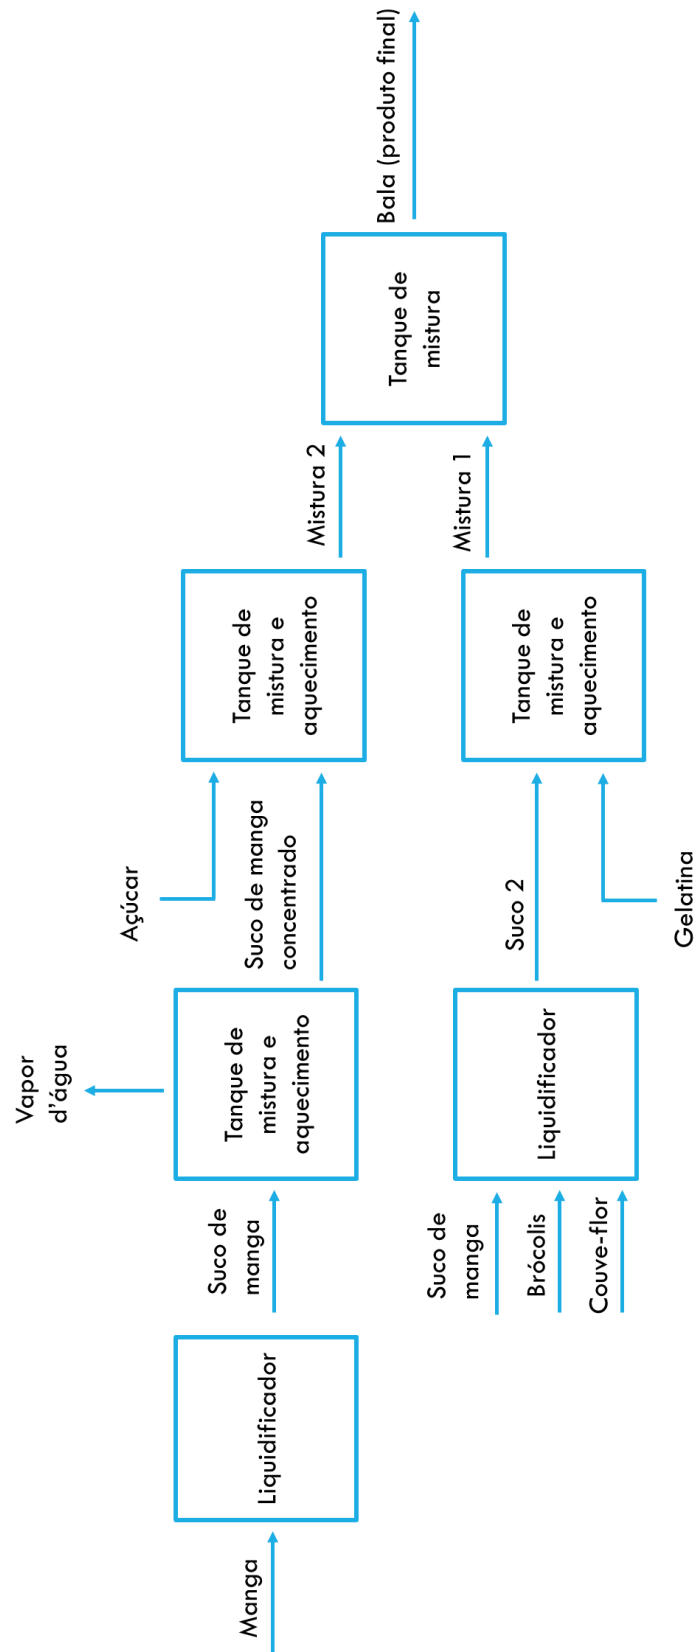 Manga
Liquidificador
Suco de
manga
Vapor
d'água
Tanque de
mistura e
aquecimento
Açúcar
Suco de manga
concentrado
Tanque de
mistura e
aquecimento
Mistura 2
Suco de
manga
Brócolis
Couve-flor
Liquidificador
Suco 2
Gelatina
Tanque de
mistura e
aquecimento
Mistura 1
Tanque de
mistura
Bala (produto final)